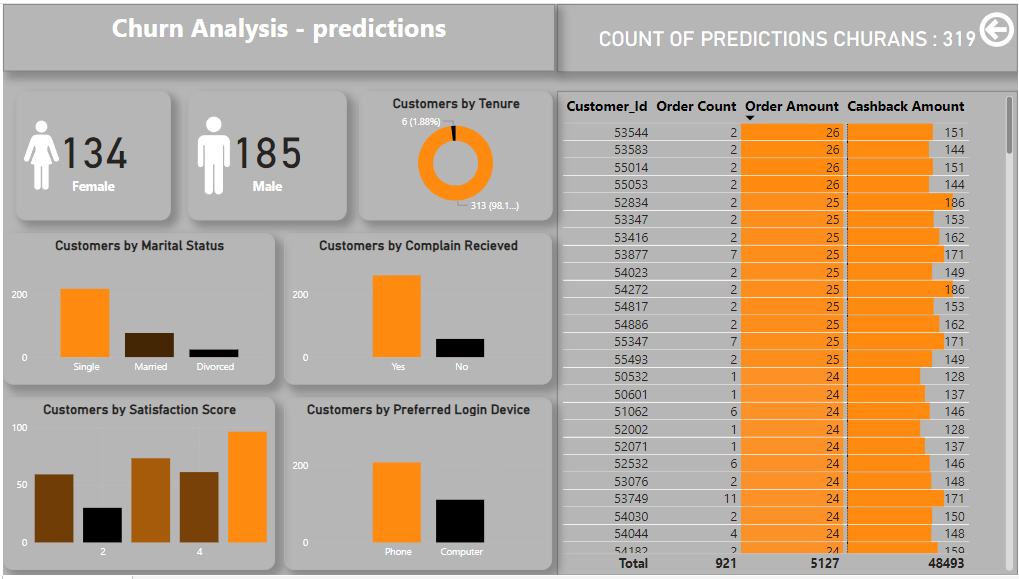 Churn Analysis - predictions
COUNT OF PREDICTIONS CHURANS : 319
134
Female
185
Male
Customers by Tenure
6 (1.88%)
313 (98.1...)
Customers by Marital Status
200
0
Single Married Divorced
Customers by Complain Recieved
200
0
Yes No
Customers by Satisfaction Score
100
50
0
2 4
Customers by Preferred Login Device
200
0
Phone Computer
Customer_Id Order Count Order Amount Cashback Amount
53544 2 26 151
53583 2 26 144
55014 2 26 151
55053 2 26 144
52834 2 25 186
53347 2 25 153
53416 2 25 162
53877 7 25 171
54023 2 25 149
54272 2 25 186
54817 2 25 153
54886 2 25 162
55347 7 25 171
55493 2 25 149
50532 1 24 128
50601 1 24 137
51062 6 24 146
52002 1 24 128
52071 1 24 137
52532 6 24 146
53076 2 24 148
53749 11 24 171
54030 2 24 150
54044 4 24 148
54182 2 24 159
Total 921 5127 48493